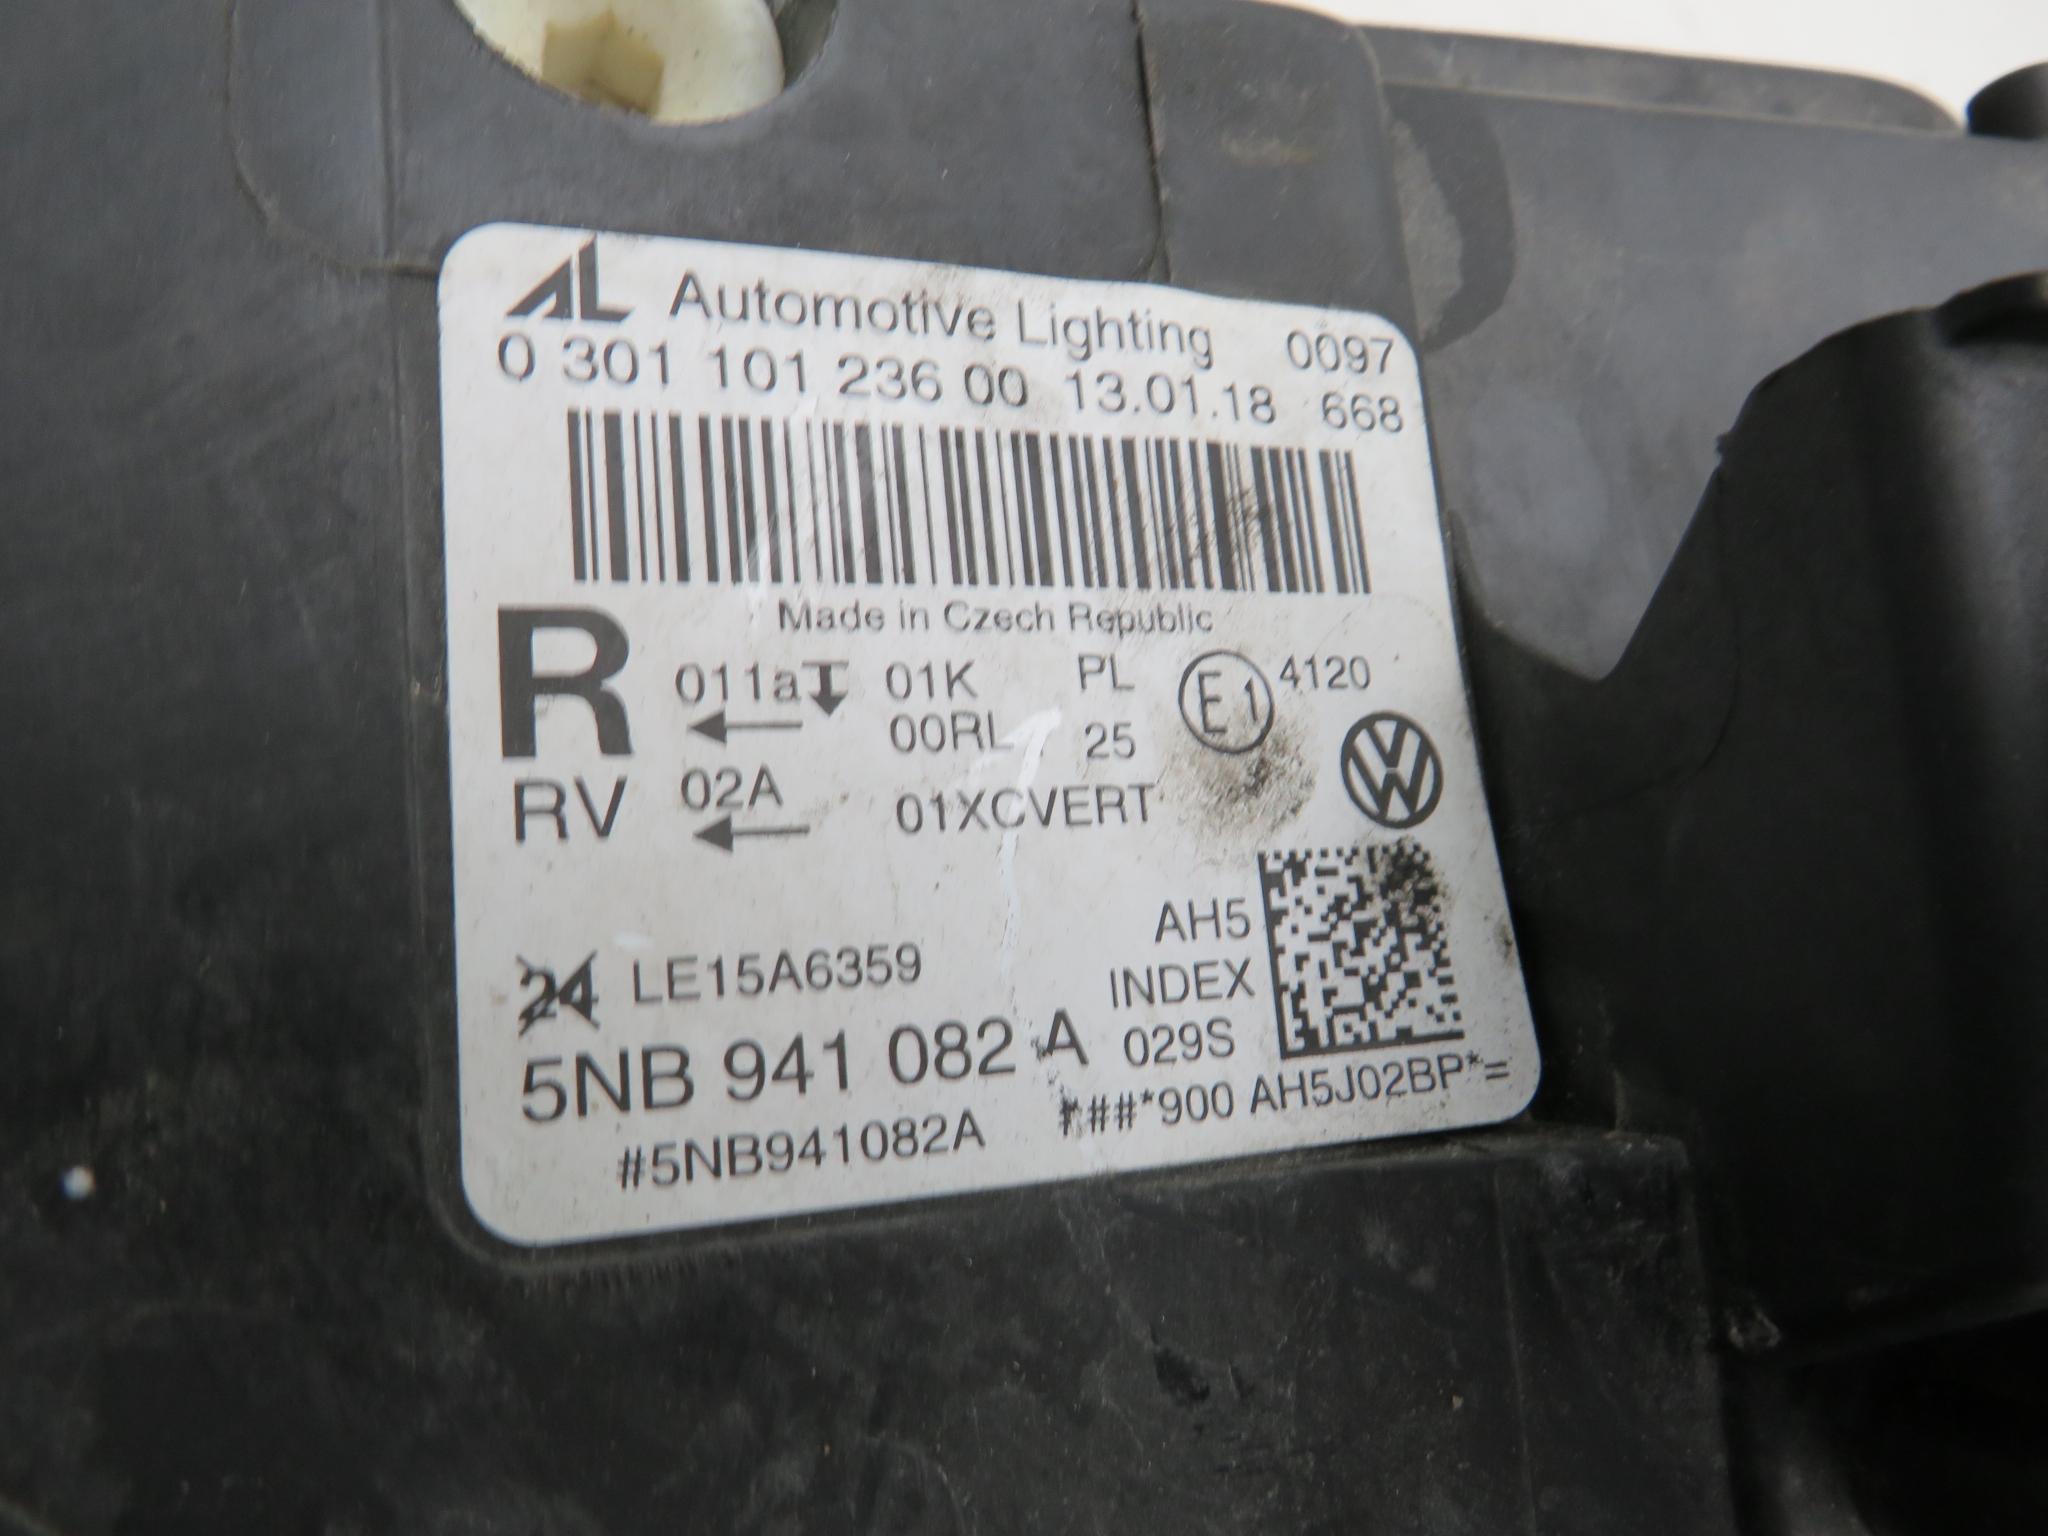 AL Automotive Lighting 0097
0 301 101 236 00 13.01.18 668
Made in Czech Republic
R 011a 01K PL E1 4120
00RL 25
RV 02A 01XCVERT
AH5
24 LE15A6359 INDEX
5NB 941 082 A 029S
#5NB941082A *##*900 AH5J02BP*=